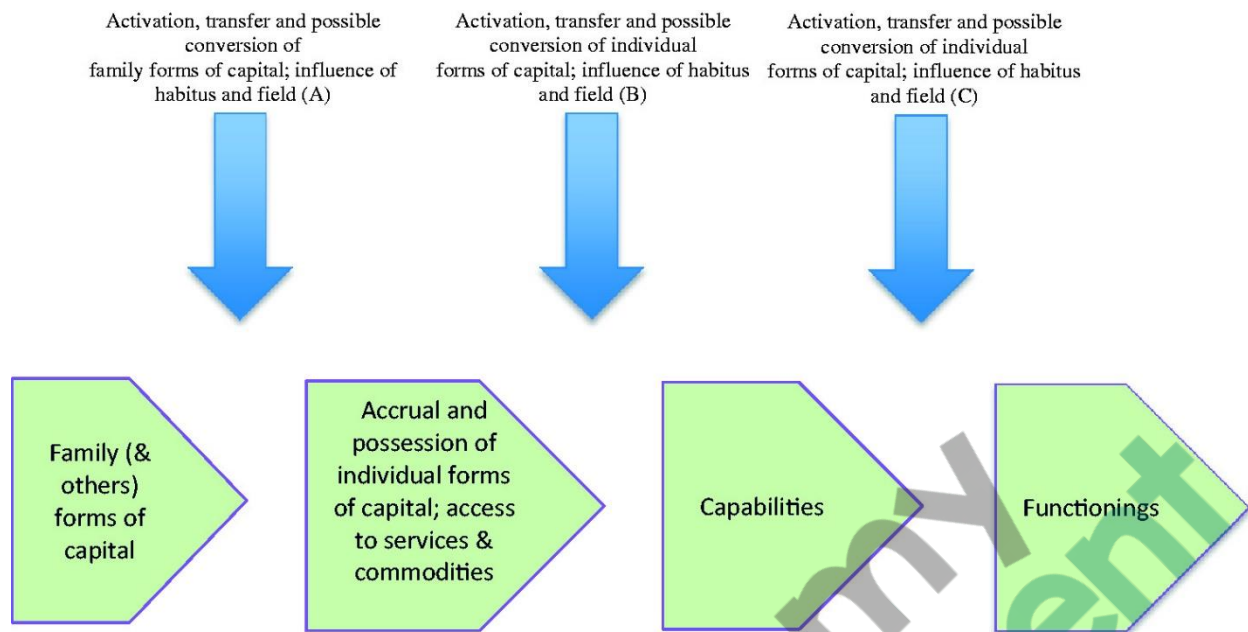 Activation, transfer and possible
conversion of
family forms of capital; influence of
habitus and field (A)
Activation, transfer and possible
conversion of individual
forms of capital; influence of habitus
and field (B)
Activation, transfer and possible
conversion of individual
forms of capital; influence of habitus
and field (C)
Family (&
others)
forms of
capital
Accrual and
possession of
individual forms
of capital; access
to services &
commodities
Capabilities
Functionings
my
ent